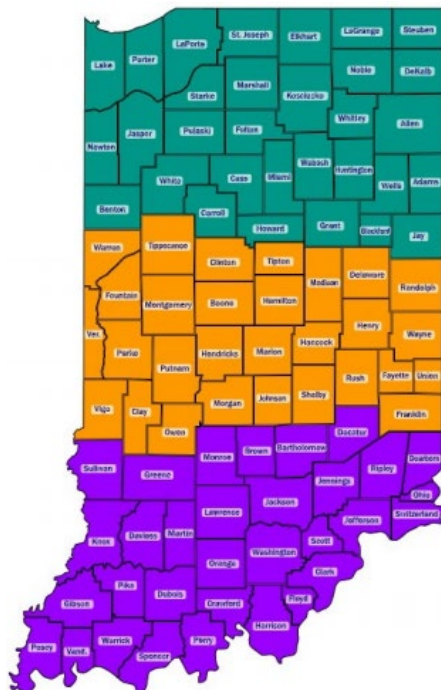 St. Joseph
Elkhart
LaGrange
Steuben
LaPorte
Porter
Lake
Noble
DeKalb
Marshall
Starke
Kosciusko
Whitley
Allen
Pulaski
Fulton
Jasper
Newton
Wabash
Huntington
White
Cass
Miami
Wells
Adams
Benton
Carroll
Howard
Grant
Blackford
Jay
Warren
Tippecanoe
Clinton
Tipton
Madison
Delaware
Randolph
Fountain
Montgomery
Boone
Hamilton
Henry
Wayne
Ver.
Parke
Putnam
Hendricks
Marion
Hancock
Rush
Fayette
Union
Vigo
Clay
Owen
Morgan
Johnson
Shelby
Franklin
Decatur
Sullivan
Greene
Monroe
Brown
Bartholomew
Ripley
Dearborn
Jennings
Ohio
Lawrence
Jackson
Jefferson
Switzerland
Knox
Daviess
Martin
Orange
Washington
Scott
Clark
Pike
Dubois
Gibson
Crawford
Floyd
Harrison
Posey
Vand.
Warrick
Spencer
Perry